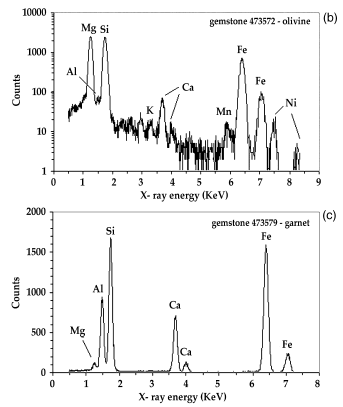 gemstone 473572 - olivine
(b)
10000
1000
100
10
1
Counts
Mg
Si
Al
K
Ca
Mn
Fe
Fe
Ni
0 1 2 3 4 5 6 7 8 9
X- ray energy (KeV)
gemstone 473579 - garnet
(c)
2000
1500
1000
500
0
Counts
Mg
Al
Si
Ca
Ca
Fe
Fe
0 1 2 3 4 5 6 7 8
X- ray energy (KeV)